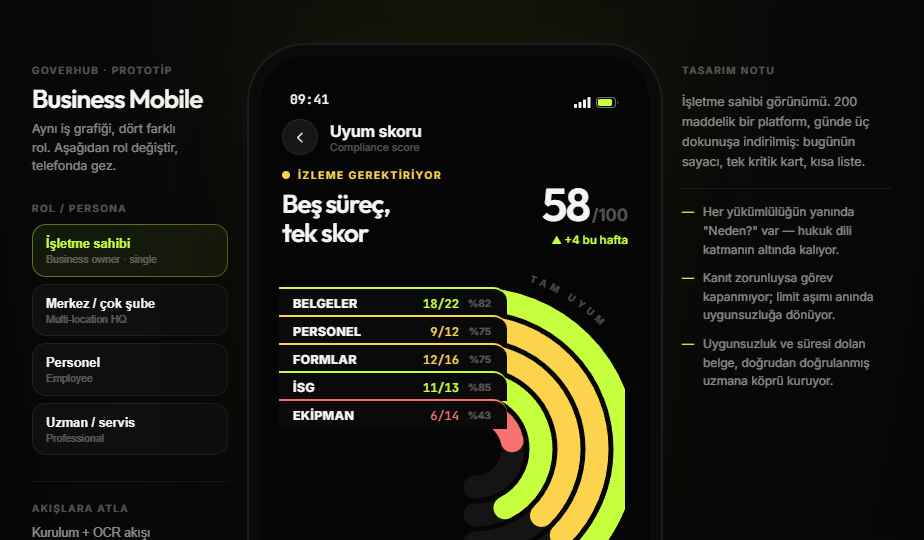 GOVERHUB · PROTOTİP
Business Mobile
Aynı iş grafiği, dört farklı
rol. Aşağıdan rol değiştir,
telefonda gez.
ROL / PERSONA
İşletme sahibi
Business owner · single
Merkez / çok şube
Multi-location HQ
Personel
Employee
Uzman / servis
Professional
AKIŞLARA ATLA
Kurulum + OCR akışı
09:41
Uyum skoru
Compliance score
İZLEME GEREKTİRİYOR
Beş süreç,
tek skor
58/100
▲ +4 bu hafta
TAM UYUM
BELGELER 18/22 %82
PERSONEL 9/12 %75
FORMLAR 12/16 %75
İSG 11/13 %85
EKİPMAN 6/14 %43
TASARIM NOTU
İşletme sahibi görünümü. 200
maddelik bir platform, günde üç
dokunuşa indirilmiş: bugünün
sayacı, tek kritik kart, kısa liste.
— Her yükümlülüğün yanında
"Neden?" var — hukuk dili
katmanın altında kalıyor.
— Kanıt zorunluysa görev
kapanmıyor; limit aşımı anında
uygunsuzluğa dönüyor.
— Uygunsuzluk ve süresi dolan
belge, doğrudan doğrulanmış
uzmana köprü kuruyor.